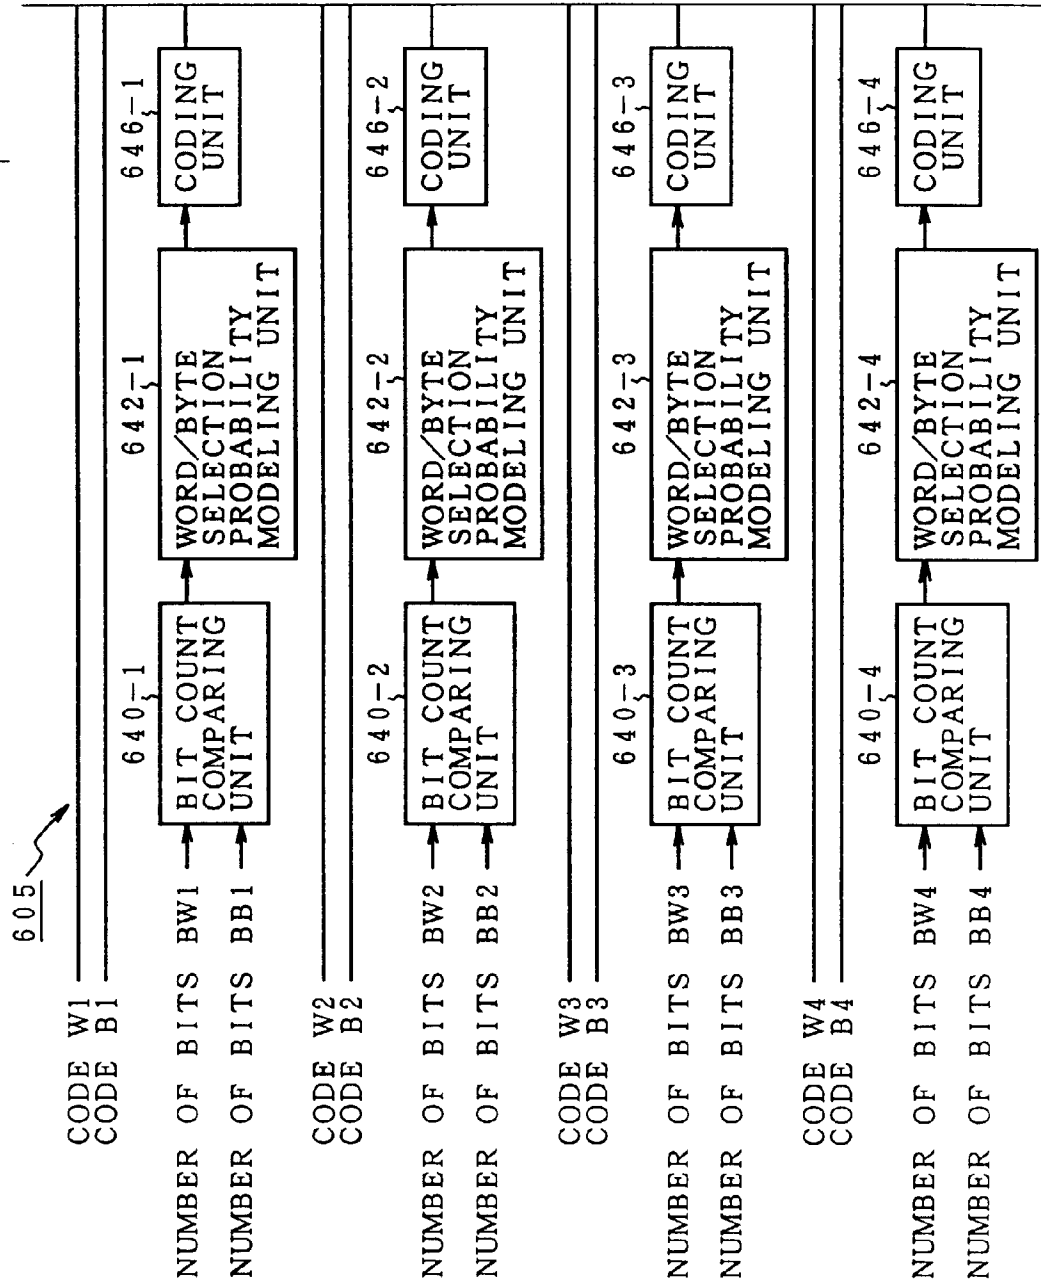 605
CODE W1
CODE B1
640-1
642-1
646-1
NUMBER OF BITS BW1
NUMBER OF BITS BB1
BIT COUNT
COMPARING
UNIT
WORD/BYTE
SELECTION
PROBABILITY
MODELING UNIT
CODING
UNIT
CODE W2
CODE B2
640-2
642-2
646-2
NUMBER OF BITS BW2
NUMBER OF BITS BB2
BIT COUNT
COMPARING
UNIT
WORD/BYTE
SELECTION
PROBABILITY
MODELING UNIT
CODING
UNIT
CODE W3
CODE B3
640-3
642-3
646-3
NUMBER OF BITS BW3
NUMBER OF BITS BB3
BIT COUNT
COMPARING
UNIT
WORD/BYTE
SELECTION
PROBABILITY
MODELING UNIT
CODING
UNIT
CODE W4
CODE B4
640-4
642-4
646-4
NUMBER OF BITS BW4
NUMBER OF BITS BB4
BIT COUNT
COMPARING
UNIT
WORD/BYTE
SELECTION
PROBABILITY
MODELING UNIT
CODING
UNIT